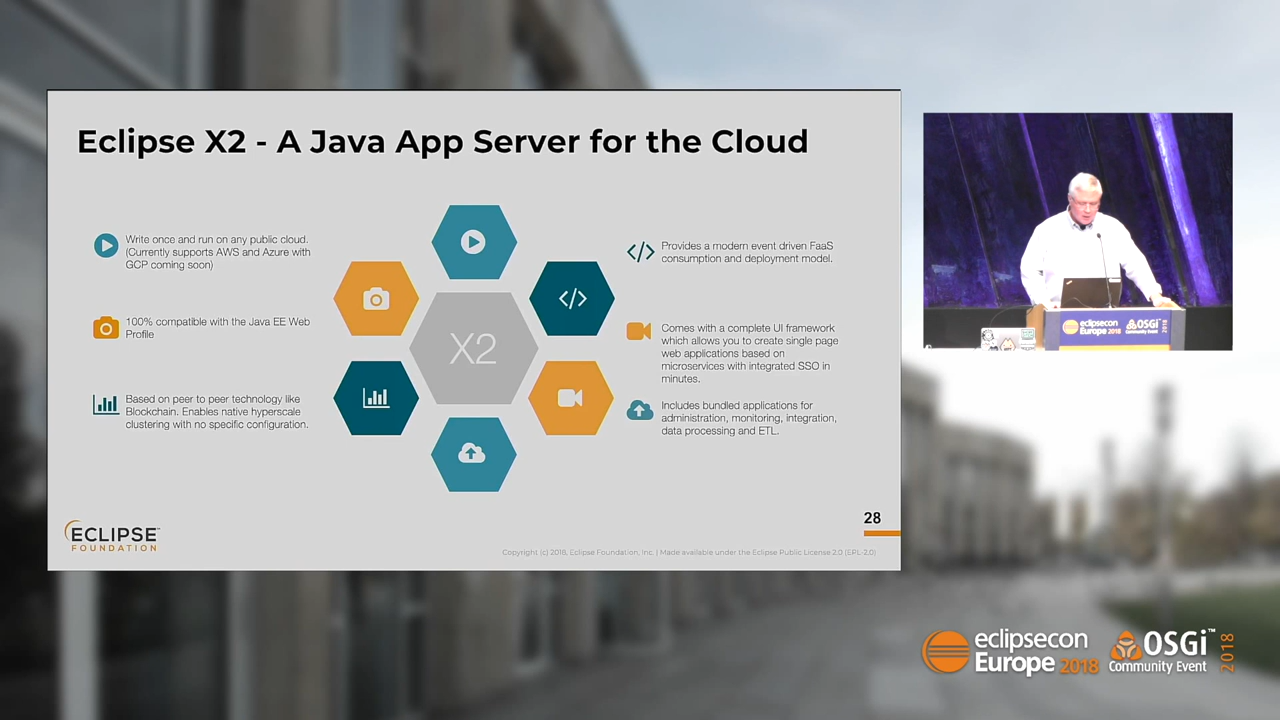 Eclipse X2 - A Java App Server for the Cloud
Write once and run on any public cloud.
(Currently supports AWS and Azure with
GCP coming soon)
100% compatible with the Java EE Web
Profile
Based on peer to peer technology like
Blockchain. Enables native hyperscale
clustering with no specific configuration.
X2
Provides a modern event driven FaaS
consumption and deployment model.
Comes with a complete UI framework
which allows you to create single page
web applications based on
microservices with integrated SSO in
minutes.
Includes bundled applications for
administration, monitoring, integration,
data processing and ETL.
ECLIPSE™
FOUNDATION
28
Copyright (c) 2018, Eclipse Foundation, Inc. | Made available under the Eclipse Public License 2.0 (EPL-2.0)
eclipsecon
Europe 2018
OSGi
2018
eclipsecon
Europe 2018
OSGi™
Community Event
2018